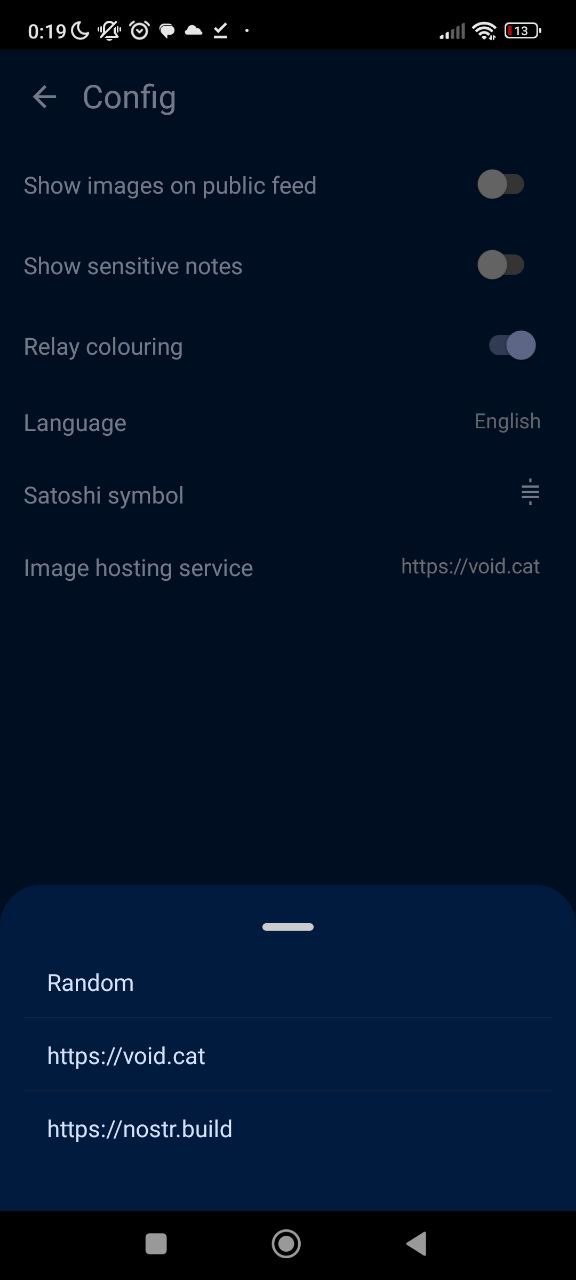 0:19
13
Config
Show images on public feed
Show sensitive notes
Relay colouring
Language English
Satoshi symbol
Image hosting service https://void.cat
Random
https://void.cat
https://nostr.build